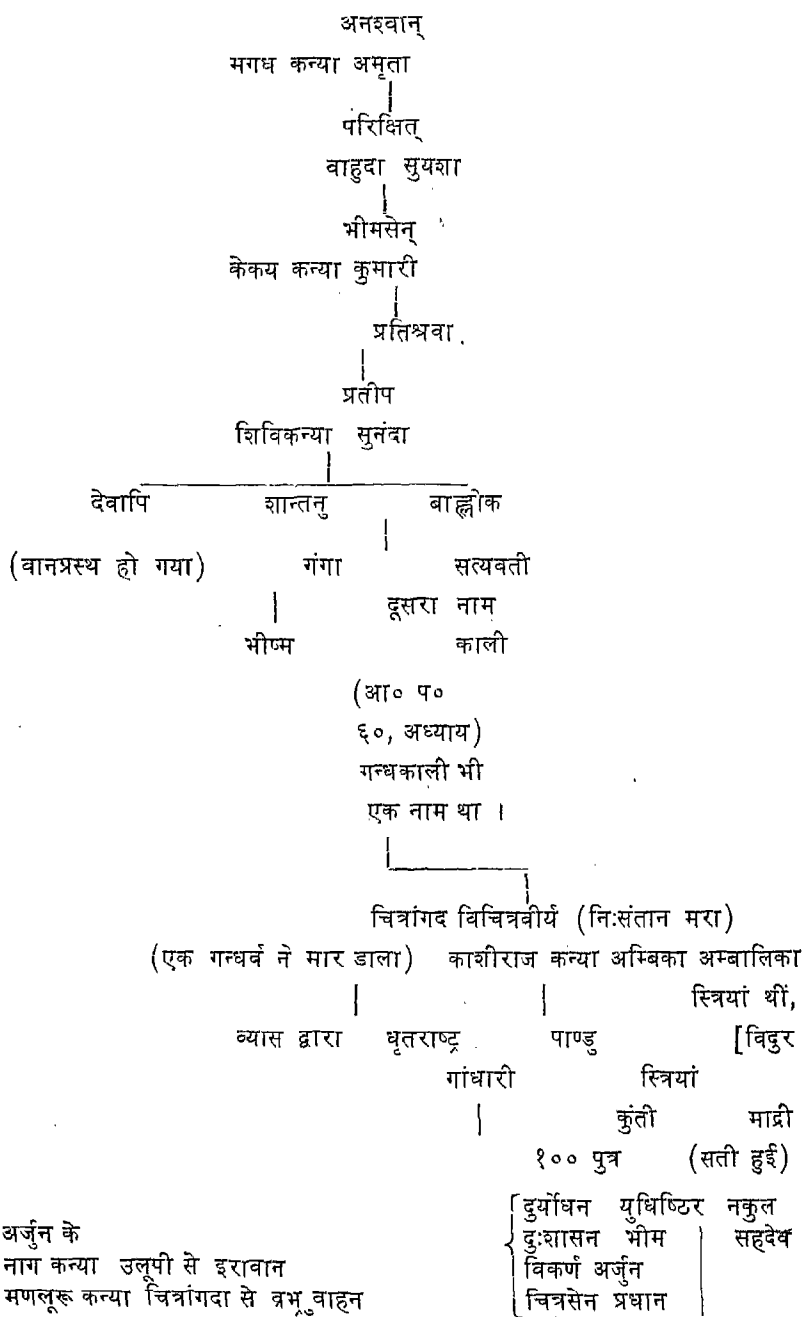 अनश्वान्
मगध कन्या अमृता
परिक्षित्
वाहुदा सुयशा
भीमसेन्
केकय कन्या कुमारी
प्रतिश्रवा
प्रतीप
शिविकन्या सुनंदा
देवापि शान्तनु बाह्लोक
(वानप्रस्थ हो गया) गंगा सत्यवती
दूसरा नाम
भीष्म काली
(आ० प०
६०, अध्याय)
गन्धकाली भी
एक नाम था ।
चित्रांगद विचित्रवीर्य (निःसंतान मरा)
(एक गन्धर्व ने मार डाला) काशीराज कन्या अम्बिका अम्बालिका
स्त्रियां थीं,
व्यास द्वारा धृतराष्ट्र पाण्डु [विदुर
गांधारी स्त्रियां
कुंती माद्री
१०० पुत्र (सती हुई)
दुर्योधन युधिष्टिर नकुल
अर्जुन के दुःशासन भीम सहदेव
नाग कन्या उलूपी से इरावान विकर्ण अर्जुन
मणलूरू कन्या चित्रांगदा से व्रभ्रुवाहन चित्रसेन प्रधान